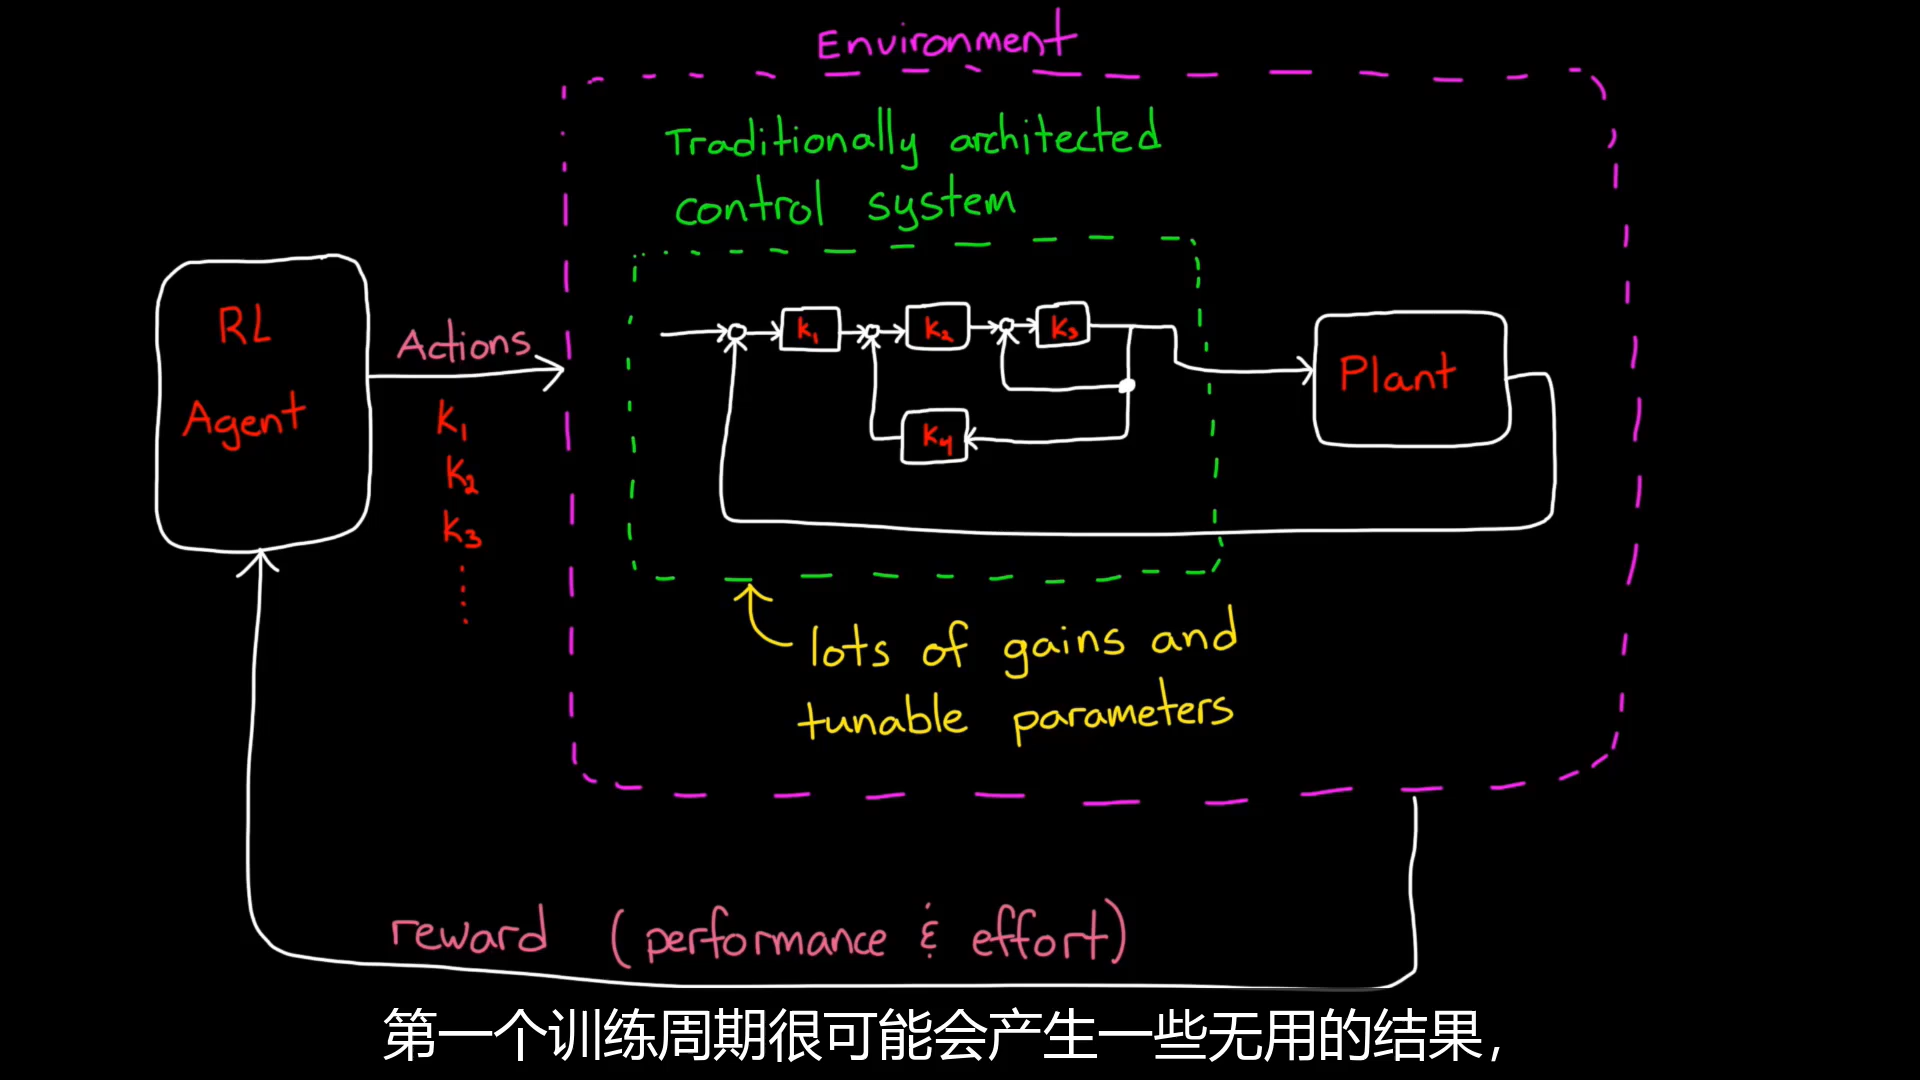 Environment
Traditionally architected
control system
RL
Agent
Actions
K1
K2
K3
k1
k2
k3
k4
Plant
lots of gains and
tunable parameters
reward (performance & effort)
第一个训练周期很可能会产生一些无用的结果，